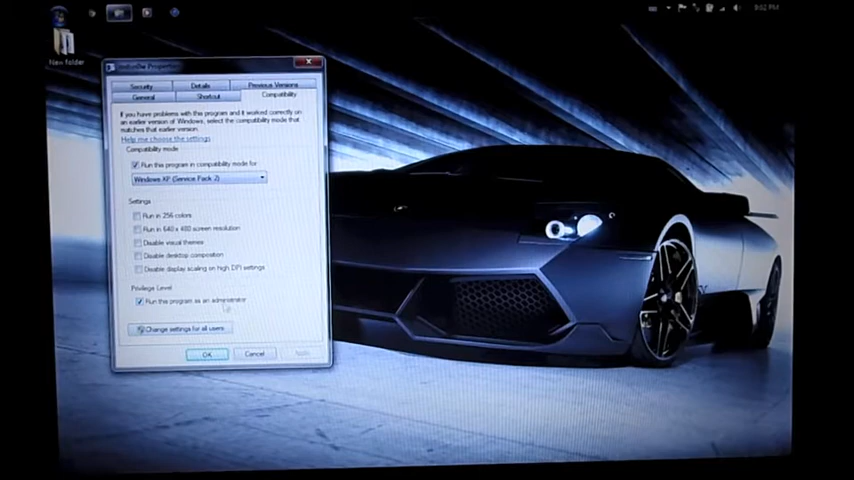 9:02 PM
New folder
Properties
Security
Details
Previous Versions
General
Shortcut
Compatibility
If you have problems with this program and it worked correctly on
an earlier version of Windows, select the compatibility mode that
matches that earlier version.
Help me choose the settings
Compatibility mode
Run this program in compatibility mode for:
Windows XP (Service Pack 2)
Settings
Run in 256 colors
Run in 640 x 480 screen resolution
Disable visual themes
Disable desktop composition
Disable display scaling on high DPI settings
Privilege Level
Run this program as an administrator
Change settings for all users
OK
Cancel
Apply